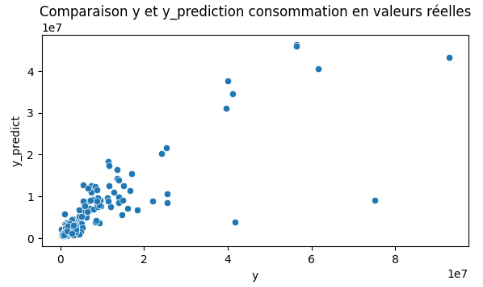 Comparaison y et y_prediction consommation en valeurs réelles
1e7
4
3
2
1
0
y_predict
0
2
4
6
8
y
1e7